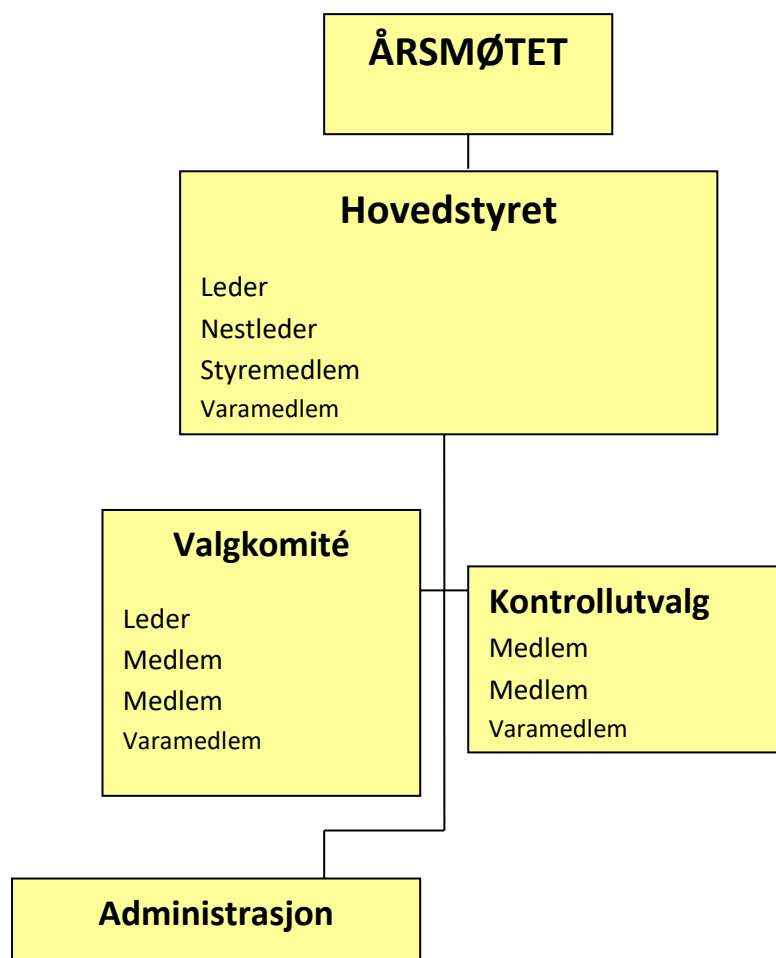 ÅRSMØTET
Hovedstyret
Leder
Nestleder
Styremedlem
Varamedlem
Valgkomité
Leder
Medlem
Medlem
Varamedlem
Kontrollutvalg
Medlem
Medlem
Varamedlem
Administrasjon